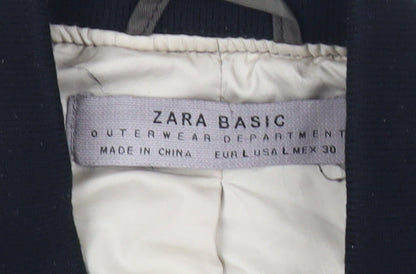 ZARA BASIC
OUTERWEAR DEPARTMENT
MADE IN CHINA EUR L USA L MEX 30